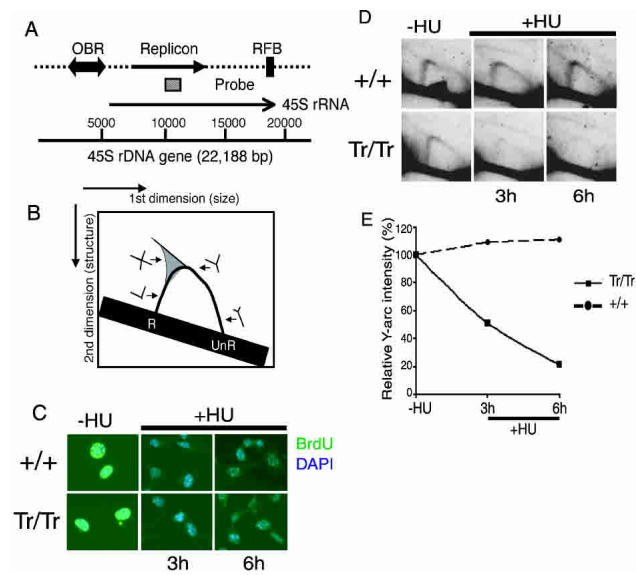 A
OBR Replicon RFB
Probe
45S rRNA
5000 10000 15000 20000
45S rDNA gene (22,188 bp)
1st dimension (size)
B
2nd dimension (structure)
R
UnR
C
-HU +HU
+/+
BrdU
DAPI
Tr/Tr
3h 6h
D
-HU +HU
+/+
Tr/Tr
3h 6h
E
Relative Y-arc intensity (%)
120
100
80
60
40
20
0
Tr/Tr
+/+
-HU 3h 6h
+HU